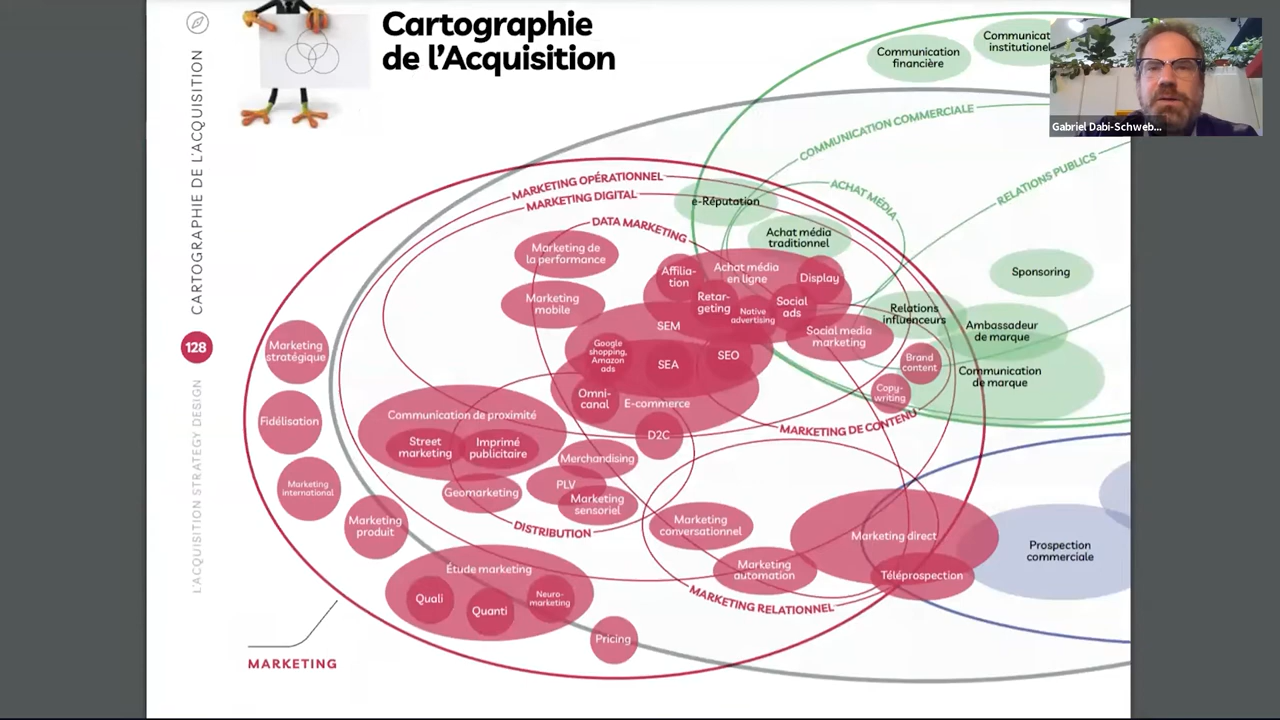 Cartographie
de l'Acquisition
CARTOGRAPHIE DE L'ACQUISITION
128
L'ACQUISITION STRATEGY DESIGN
Communication
financière
Communicat
institutionel
Gabriel Dabi-Schweb...
COMMUNICATION COMMERCIALE
RELATIONS PUBLICS
ACHAT MÉDIA
MARKETING OPÉRATIONNEL
MARKETING DIGITAL
DATA MARKETING
e-Réputation
Achat média
traditionnel
Marketing de
la performance
Affilia-
tion
Achat média
en ligne
Display
Sponsoring
Marketing
mobile
Retar-
geting
Native
advertising
Social
ads
Relations
influenceurs
Ambassadeur
de marque
SEM
Social media
marketing
Marketing
stratégique
Google
shopping,
Amazon
ads
SEA
SEO
Brand
content
Communication
de marque
Copy-
writing
Omni-
canal
E-commerce
Fidélisation
Communication de proximité
MARKETING DE CONTENU
D2C
Street
marketing
Imprimé
publicitaire
Merchandising
Marketing
international
Geomarketing
PLV
Marketing
sensoriel
Marketing
produit
DISTRIBUTION
Marketing
conversationnel
Marketing direct
Prospection
commerciale
Étude marketing
Marketing
automation
Téléprospection
Quali
Quanti
Neuro-
marketing
MARKETING RELATIONNEL
Pricing
MARKETING